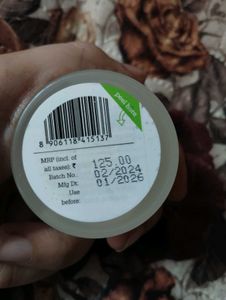 peel here
8 906118 415137
MRP (incl. of
all taxes) ₹ 125.00
Batch No. 02/2024
Mfg Dt: 01/2026
Use
before: